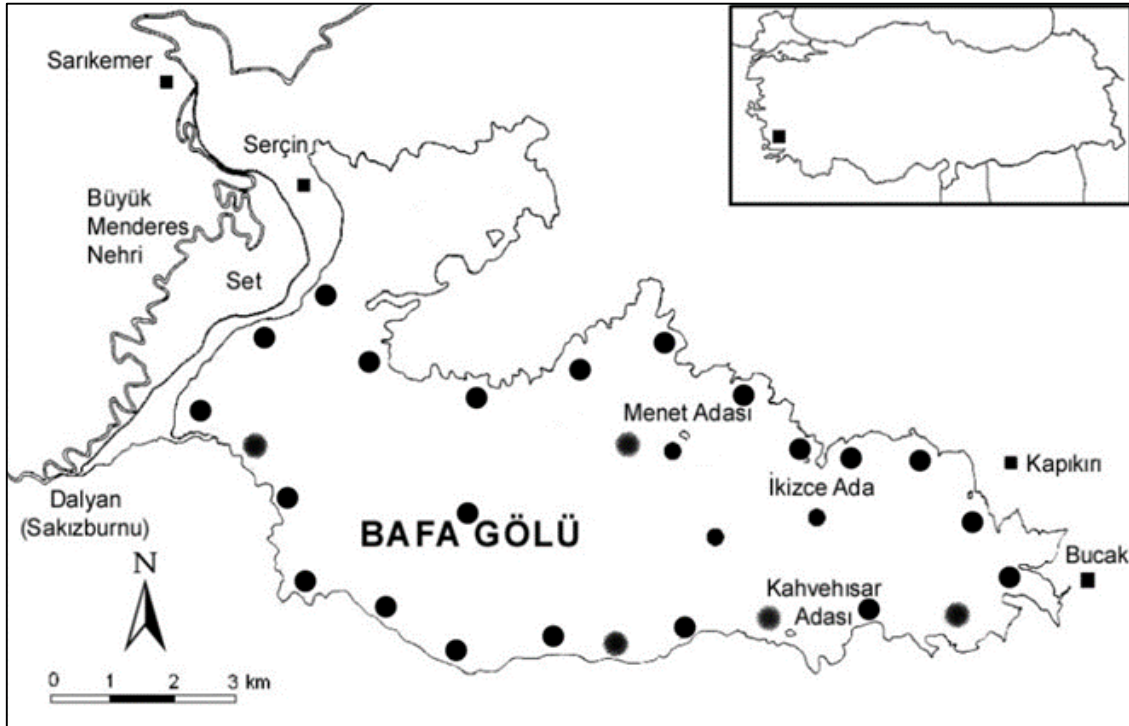 Sarıkemer
Serçin
Büyük
Menderes
Nehri
Set
Menet Adası
Kapıkırı
İkizce Ada
Dalyan
(Sakızburnu)
BAFA GÖLÜ
Bucak
Kahvehısar
Adası
N
0 1 2 3 km